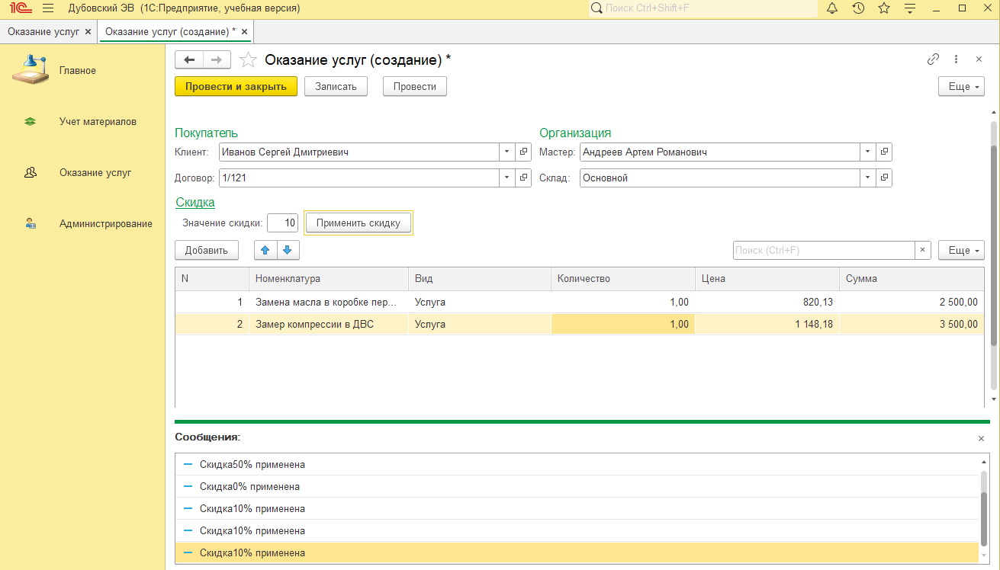 1С Дубовский ЭВ (1С:Предприятие, учебная версия) Поиск Ctrl+Shift+F
Оказание услуг × Оказание услуг (создание) * ×
Главное
Учет материалов
Оказание услуг
Администрирование
Оказание услуг (создание) *
Провести и закрыть Записать Провести Еще
Покупатель Организация
Клиент: Иванов Сергей Дмитриевич Мастер: Андреев Артем Романович
Договор: 1/121 Склад: Основной
Скидка
Значение скидки: 10 Применить скидку
Добавить Поиск (Ctrl+F) × Еще
N Номенклатура Вид Количество Цена Сумма
1 Замена масла в коробке пер... Услуга 1,00 820,13 2 500,00
2 Замер компрессии в ДВС Услуга 1,00 1 148,18 3 500,00
Сообщения:
Скидка50% применена
Скидка0% применена
Скидка10% применена
Скидка10% применена
Скидка10% применена